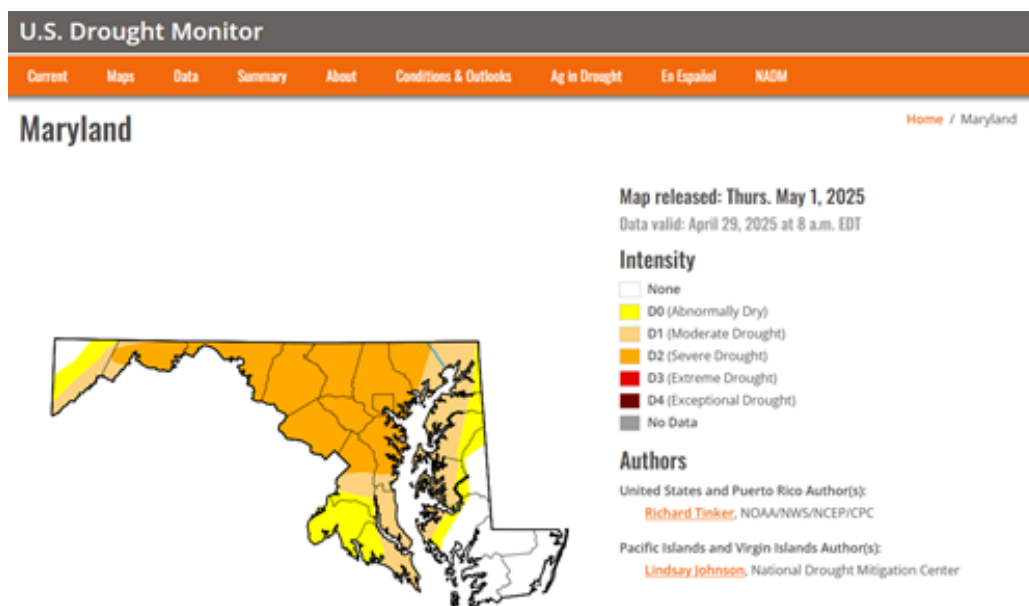 U.S. Drought Monitor
Current Maps Data Summary About Conditions & Outlooks Ag in Drought En Español NADM
Maryland
Home / Maryland
Map released: Thurs. May 1, 2025
Data valid: April 29, 2025 at 8 a.m. EDT
Intensity
None
D0 (Abnormally Dry)
D1 (Moderate Drought)
D2 (Severe Drought)
D3 (Extreme Drought)
D4 (Exceptional Drought)
No Data
Authors
United States and Puerto Rico Author(s):
Richard Tinker, NOAA/NWS/NCEP/CPC
Pacific Islands and Virgin Islands Author(s):
Lindsay Johnson, National Drought Mitigation Center